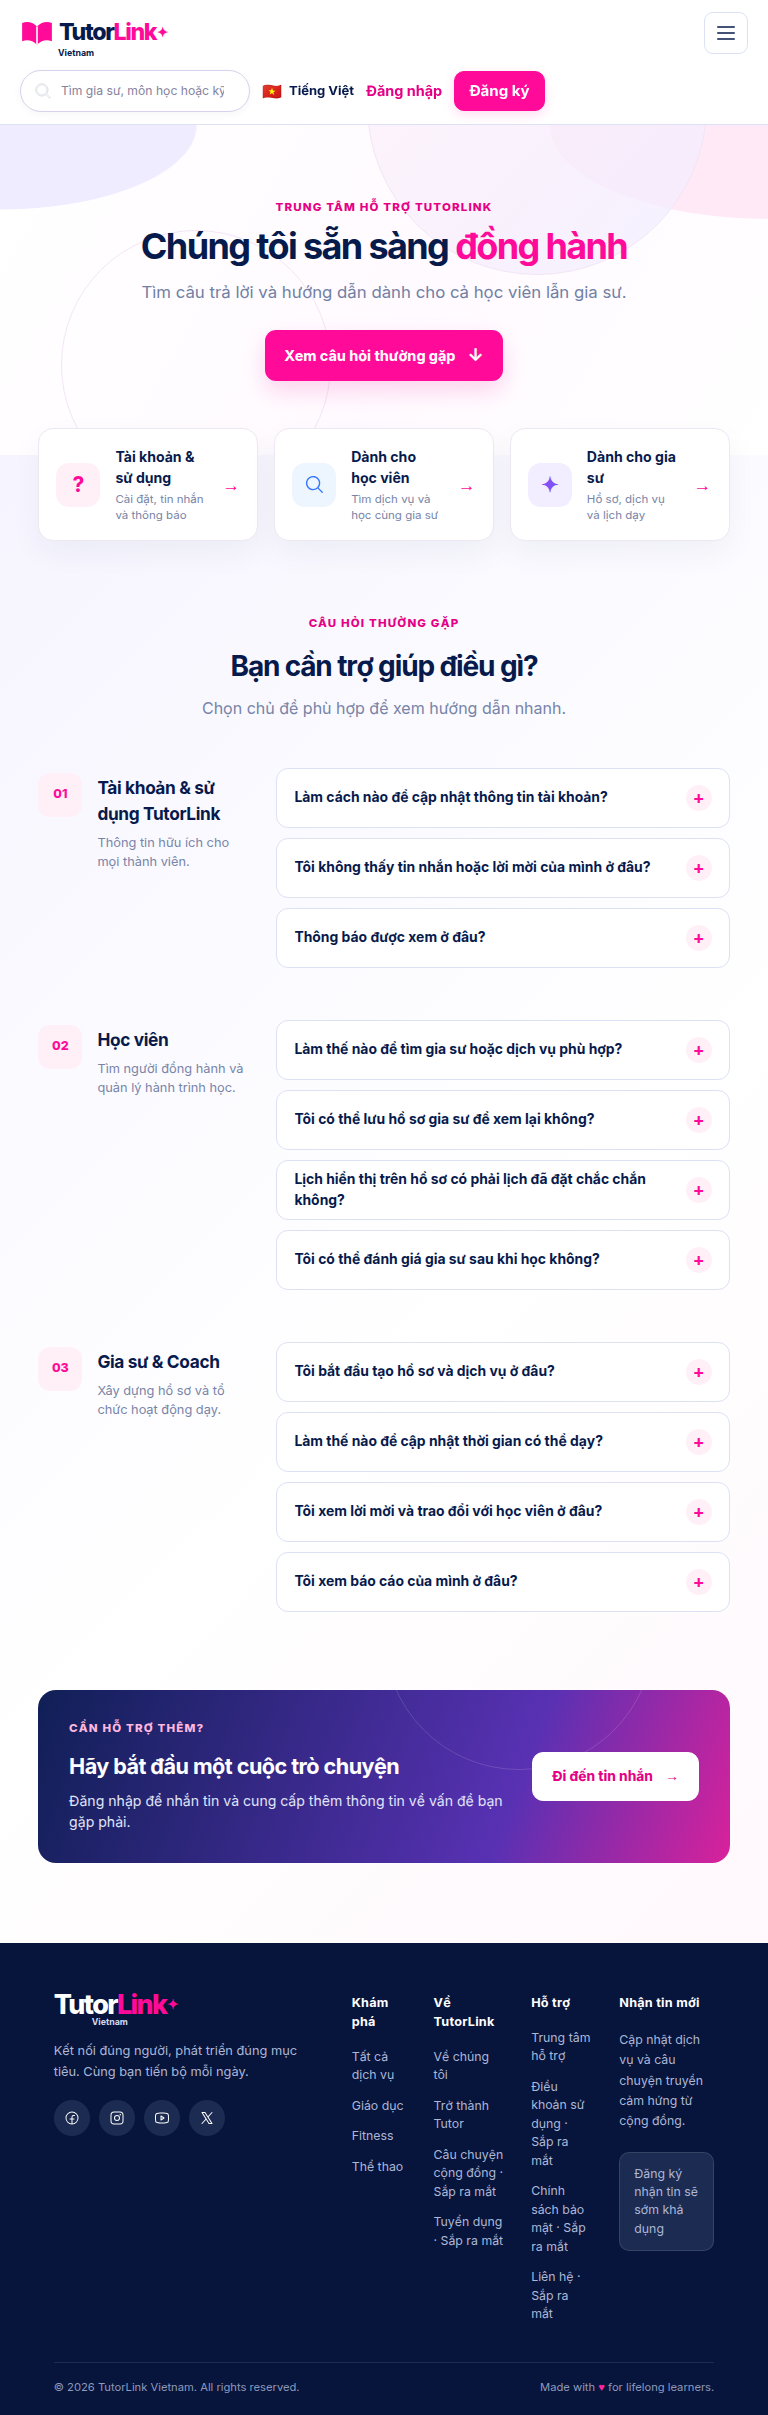 TutorLink
Vietnam
Tìm gia sư, môn học hoặc kỹ
Tiếng Việt
Đăng nhập
Đăng ký
TRUNG TÂM HỖ TRỢ TUTORLINK
Chúng tôi sẵn sàng đồng hành
Tìm câu trả lời và hướng dẫn dành cho cả học viên lẫn gia sư.
Xem câu hỏi thường gặp ↓
?
Tài khoản &
sử dụng
Cài đặt, tin nhắn
và thông báo
→
Dành cho
học viên
Tìm dịch vụ và
học cùng gia sư
→
Dành cho gia
sư
Hồ sơ, dịch vụ
và lịch dạy
→
CÂU HỎI THƯỜNG GẶP
Bạn cần trợ giúp điều gì?
Chọn chủ đề phù hợp để xem hướng dẫn nhanh.
01
Tài khoản & sử
dụng TutorLink
Thông tin hữu ích cho
mọi thành viên.
Làm cách nào để cập nhật thông tin tài khoản? +
Tôi không thấy tin nhắn hoặc lời mời của mình ở đâu? +
Thông báo được xem ở đâu? +
02
Học viên
Tìm người đồng hành và
quản lý hành trình học.
Làm thế nào để tìm gia sư hoặc dịch vụ phù hợp? +
Tôi có thể lưu hồ sơ gia sư để xem lại không? +
Lịch hiển thị trên hồ sơ có phải lịch đã đặt chắc chắn
không? +
Tôi có thể đánh giá gia sư sau khi học không? +
03
Gia sư & Coach
Xây dựng hồ sơ và tổ
chức hoạt động dạy.
Tôi bắt đầu tạo hồ sơ và dịch vụ ở đâu? +
Làm thế nào để cập nhật thời gian có thể dạy? +
Tôi xem lời mời và trao đổi với học viên ở đâu? +
Tôi xem báo cáo của mình ở đâu? +
CẦN HỖ TRỢ THÊM?
Hãy bắt đầu một cuộc trò chuyện
Đăng nhập để nhắn tin và cung cấp thêm thông tin về vấn đề bạn
gặp phải.
Đi đến tin nhắn →
TutorLink
Vietnam
Kết nối đúng người, phát triển đúng mục
tiêu. Cùng bạn tiến bộ mỗi ngày.
Khám
phá
Tất cả
dịch vụ
Giáo dục
Fitness
Thể thao
Về
TutorLink
Về chúng
tôi
Trở thành
Tutor
Câu chuyện
cộng đồng ·
Sắp ra mắt
Tuyển dụng
· Sắp ra mắt
Hỗ trợ
Trung tâm
hỗ trợ
Điều
khoản sử
dụng ·
Sắp ra
mắt
Chính
sách bảo
mật · Sắp
ra mắt
Liên hệ ·
Sắp ra
mắt
Nhận tin mới
Cập nhật dịch
vụ và câu
chuyện truyền
cảm hứng từ
cộng đồng.
Đăng ký
nhận tin sẽ
sớm khả
dụng
© 2026 TutorLink Vietnam. All rights reserved.
Made with ♥ for lifelong learners.